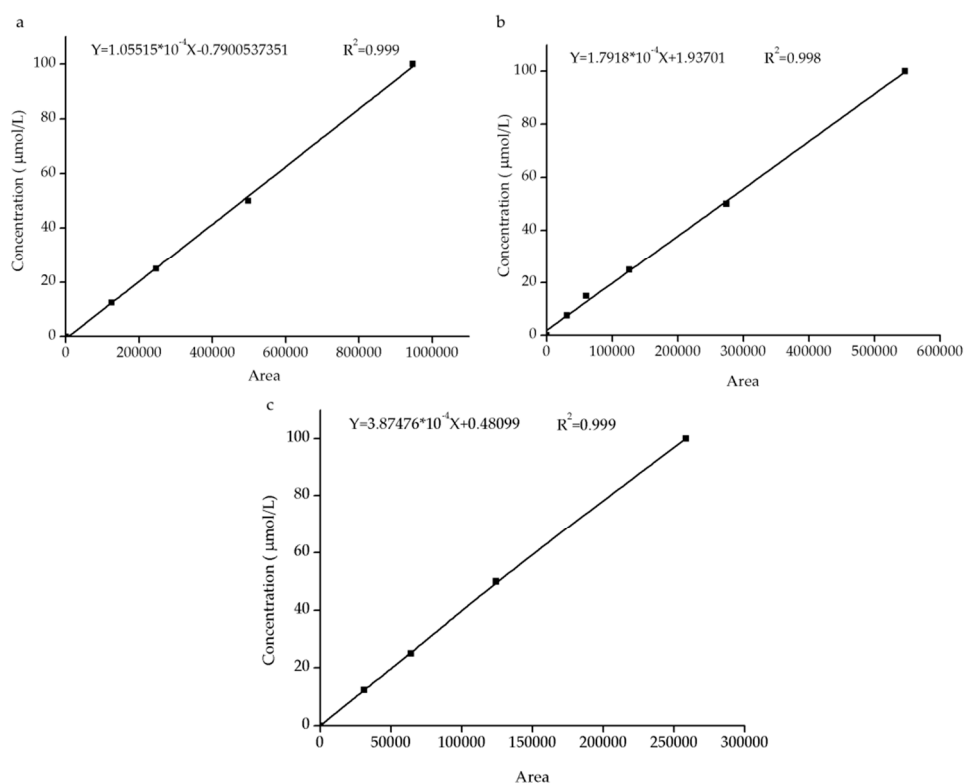 a
Y=1.05515*10⁻⁴X-0.7900537351 R²=0.999
100
80
60
40
20
0
Concentration ( μmol/L)
0 200000 400000 600000 800000 1000000
Area
b
Y=1.7918*10⁻⁴X+1.93701 R²=0.998
100
80
60
40
20
0
Concentration ( μmol/L)
0 100000 200000 300000 400000 500000 600000
Area
c
Y=3.87476*10⁻⁴X+0.48099 R²=0.999
100
80
60
40
20
0
Concentration ( μmol/L)
0 50000 100000 150000 200000 250000 300000
Area